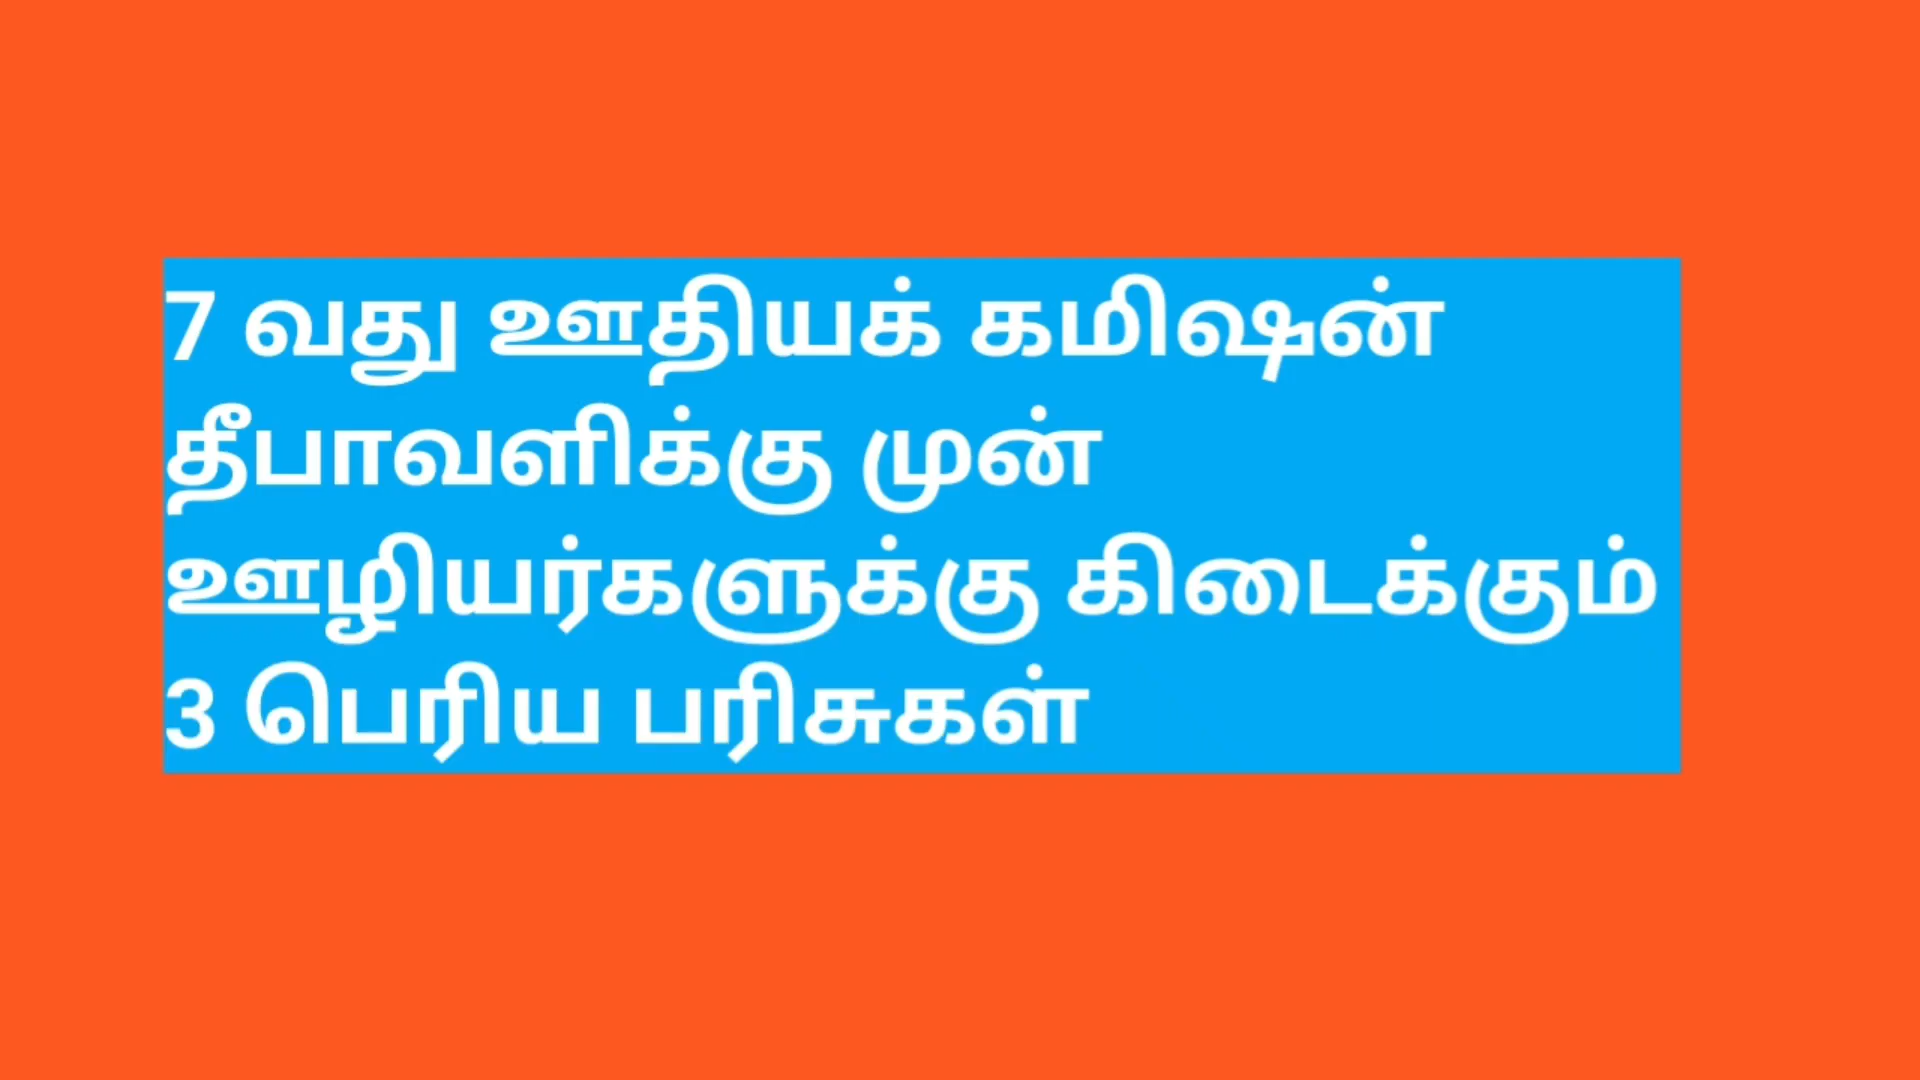 7 வது ஊதியக் கமிஷன்
தீபாவளிக்கு முன்
ஊழியர்களுக்கு கிடைக்கும்
3 பெரிய பரிசுகள்